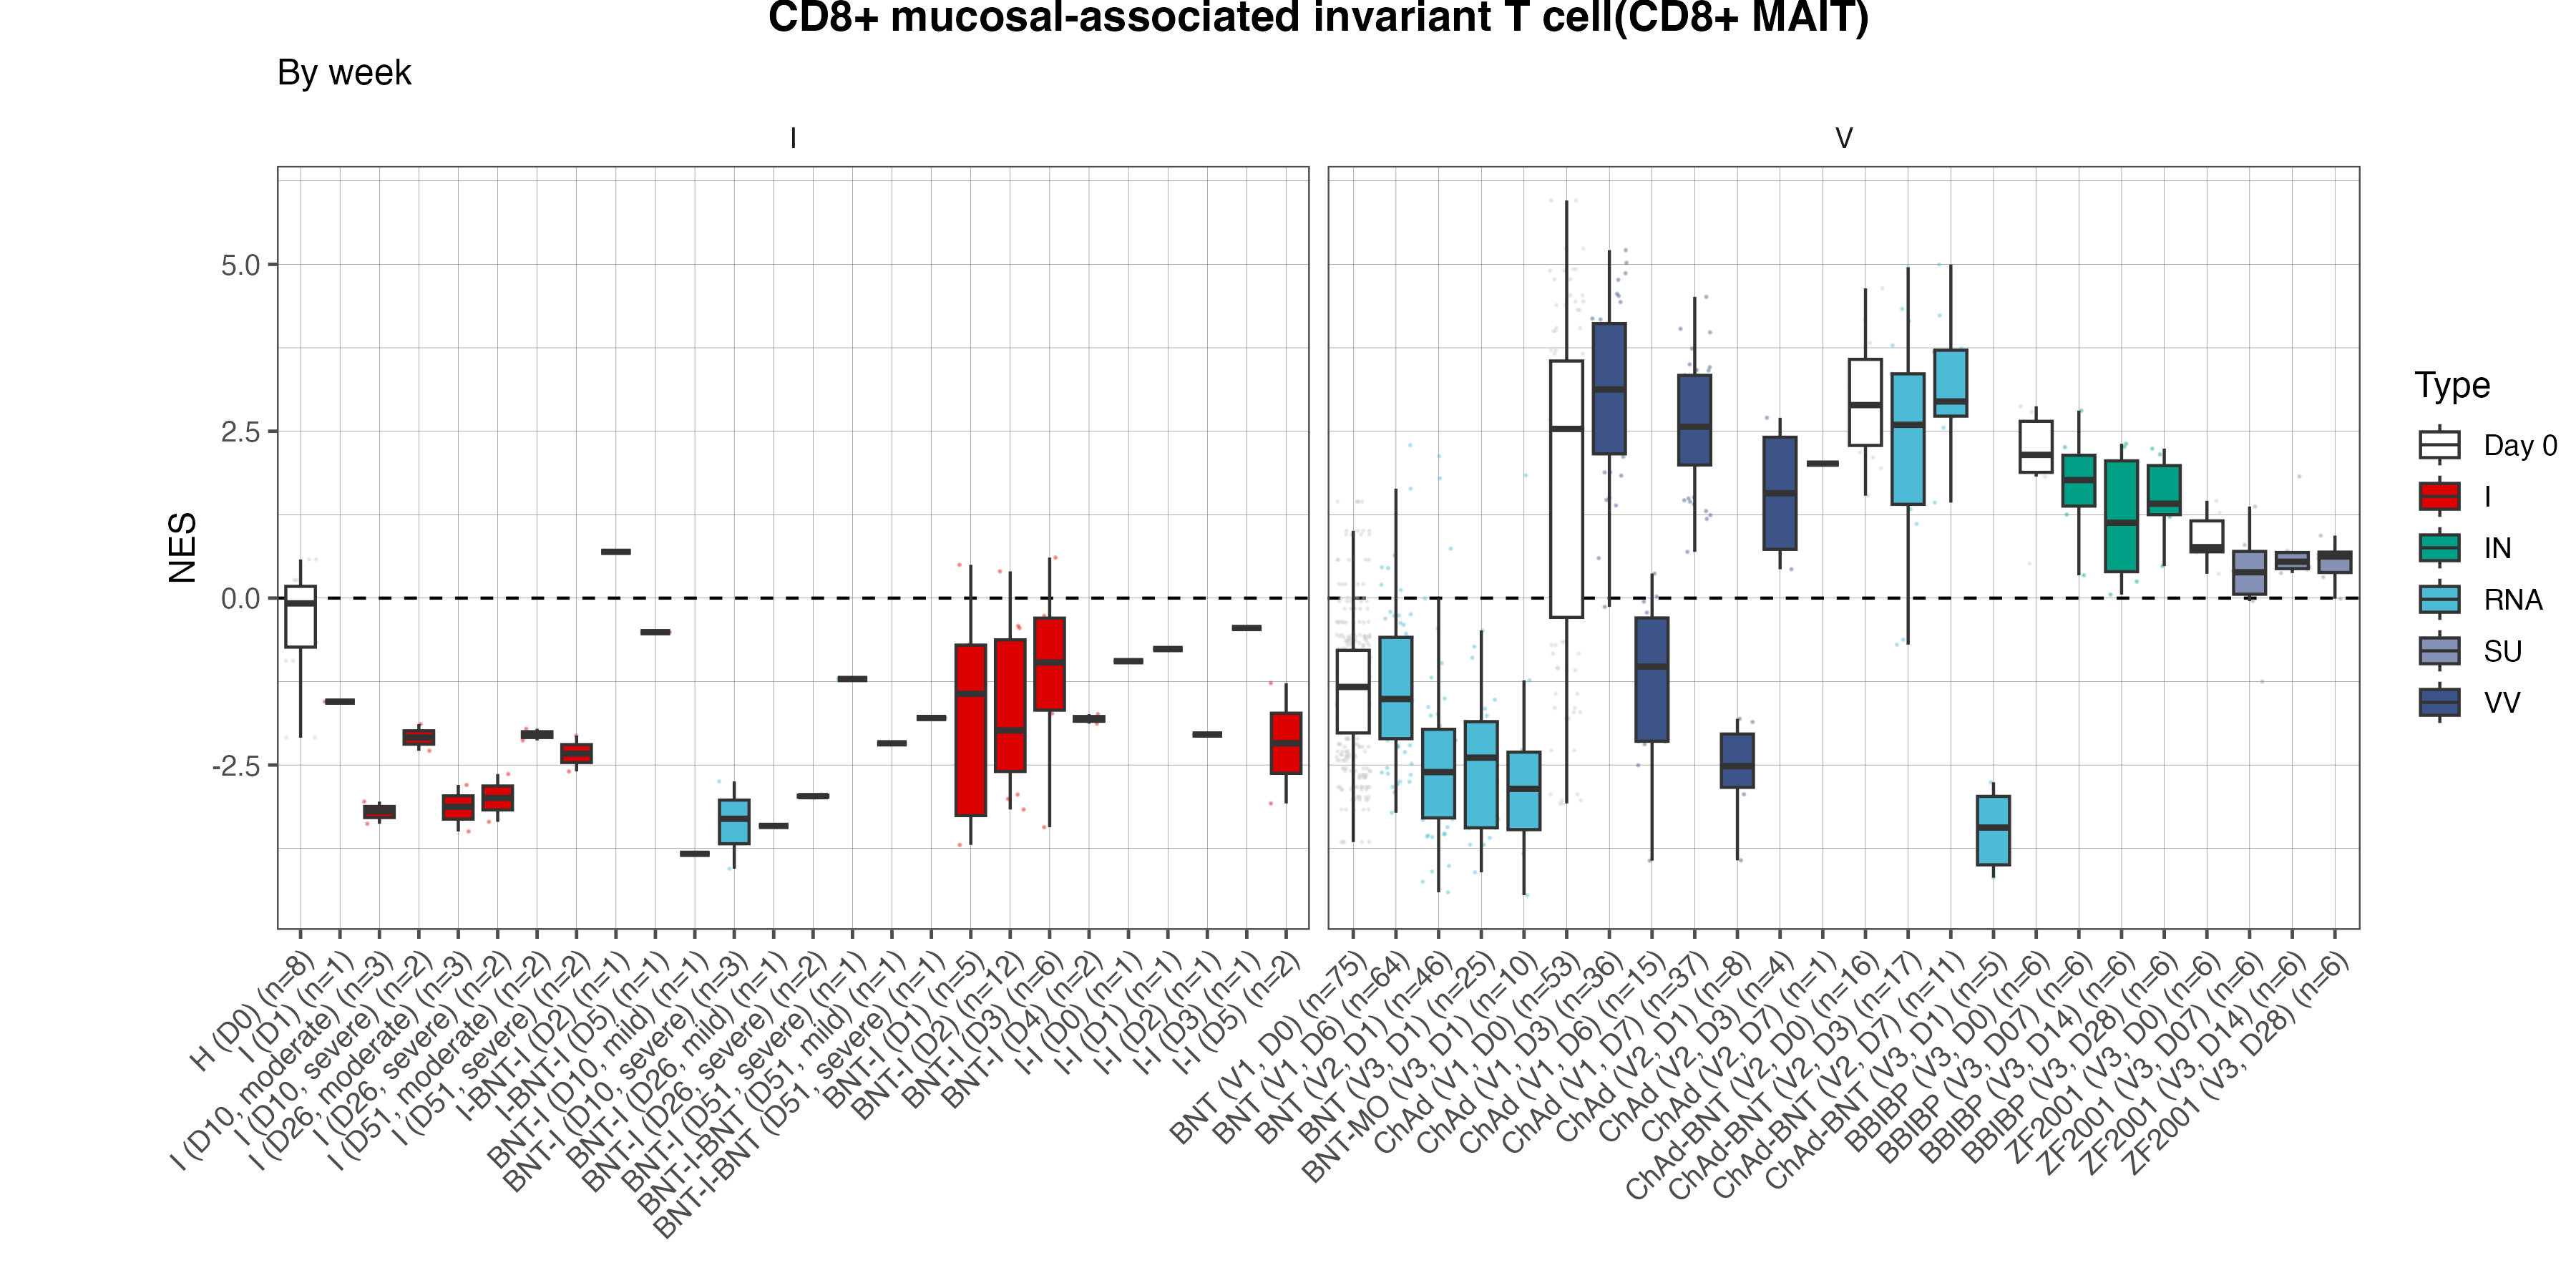 CD8+ mucosal-associated invariant T cell(CD8+ MAIT)
By week
I
V
NES
5.0
2.5
0.0
-2.5
H (D0) (n=8)
I (D1) (n=1)
I (D10, moderate) (n=3)
I (D10, severe) (n=2)
I (D26, moderate) (n=3)
I (D26, severe) (n=2)
I (D51, moderate) (n=2)
I (D51, severe) (n=2)
I-BNT-I (D2) (n=1)
I-BNT-I (D5) (n=1)
BNT-I (D10, mild) (n=1)
BNT-I (D10, severe) (n=3)
BNT-I (D26, mild) (n=1)
BNT-I (D26, severe) (n=2)
BNT-I (D51, severe) (n=1)
BNT-I-BNT (D51, mild) (n=1)
BNT-I-BNT (D51, severe) (n=1)
BNT-I (D1) (n=5)
BNT-I (D2) (n=12)
BNT-I (D3) (n=6)
BNT-I (D4) (n=2)
I-I (D0) (n=1)
I-I (D1) (n=1)
I-I (D2) (n=1)
I-I (D3) (n=1)
I-I (D5) (n=2)
BNT (V1, D0) (n=75)
BNT (V1, D6) (n=64)
BNT (V2, D1) (n=46)
BNT (V3, D1) (n=25)
BNT-MO (V3, D1) (n=10)
ChAd (V1, D0) (n=53)
ChAd (V1, D3) (n=36)
ChAd (V1, D6) (n=15)
ChAd (V1, D7) (n=37)
ChAd (V2, D1) (n=8)
ChAd (V2, D3) (n=4)
ChAd (V2, D7) (n=1)
ChAd-BNT (V2, D0) (n=16)
ChAd-BNT (V2, D3) (n=17)
ChAd-BNT (V2, D7) (n=11)
ChAd-BNT (V3, D1) (n=5)
BBIBP (V3, D0) (n=6)
BBIBP (V3, D07) (n=6)
BBIBP (V3, D14) (n=6)
BBIBP (V3, D28) (n=6)
ZF2001 (V3, D0) (n=6)
ZF2001 (V3, D07) (n=6)
ZF2001 (V3, D14) (n=6)
ZF2001 (V3, D28) (n=6)
Type
Day 0
I
IN
RNA
SU
VV